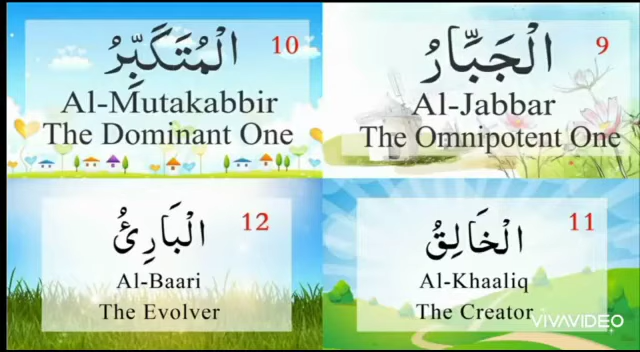 الْجَبَّارُ 9
Al-Jabbar
The Omnipotent One
الْمُتَكَبِّرُ 10
Al-Mutakabbir
The Dominant One
الْخَالِقُ 11
Al-Khaaliq
The Creator
الْبَارِئُ 12
Al-Baari
The Evolver
VIVAVIDEO